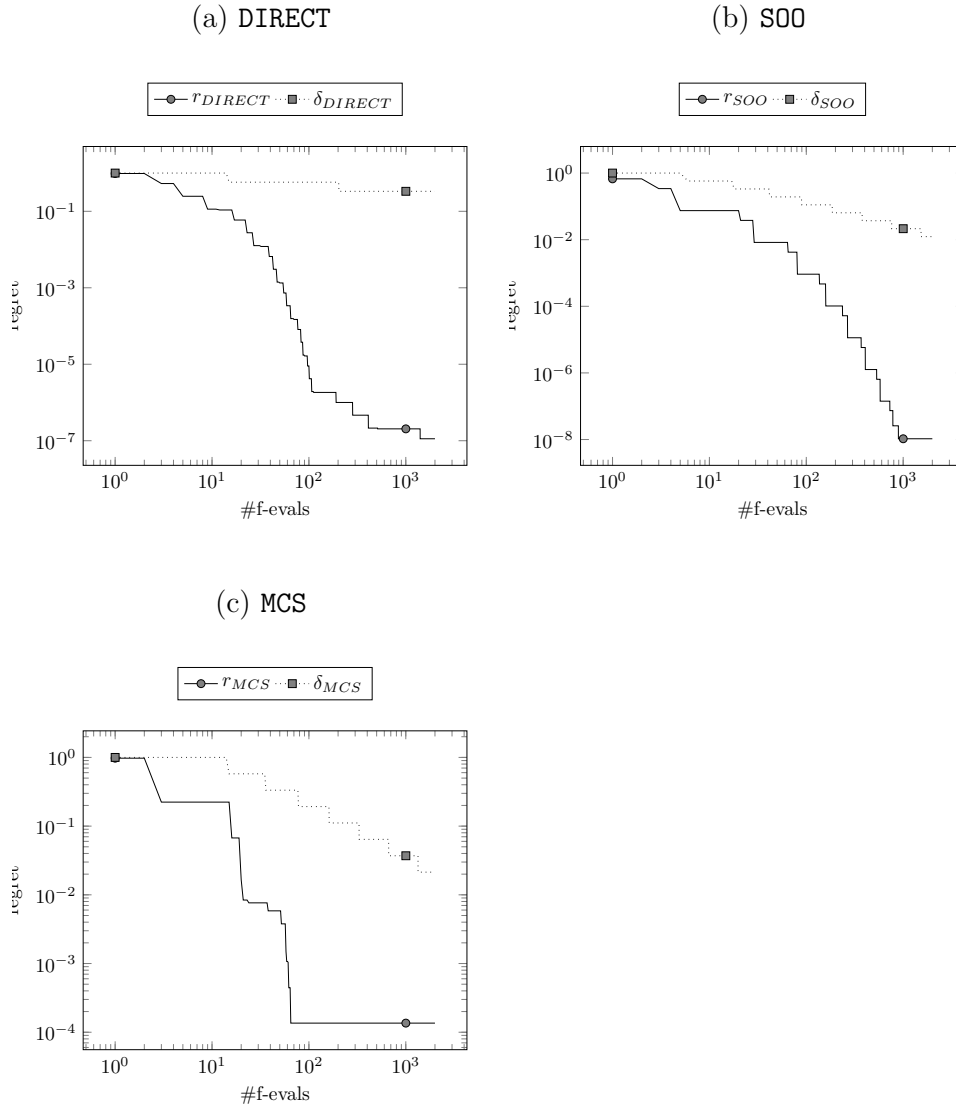 (a) DIRECT
r_DIRECT δ_DIRECT
10^−1
10^−3
10^−5
10^−7
regret
10^0 10^1 10^2 10^3
#f-evals
(b) SOO
r_SOO δ_SOO
10^0
10^−2
10^−4
10^−6
10^−8
regret
10^0 10^1 10^2 10^3
#f-evals
(c) MCS
r_MCS δ_MCS
10^0
10^−1
10^−2
10^−3
10^−4
regret
10^0 10^1 10^2 10^3
#f-evals